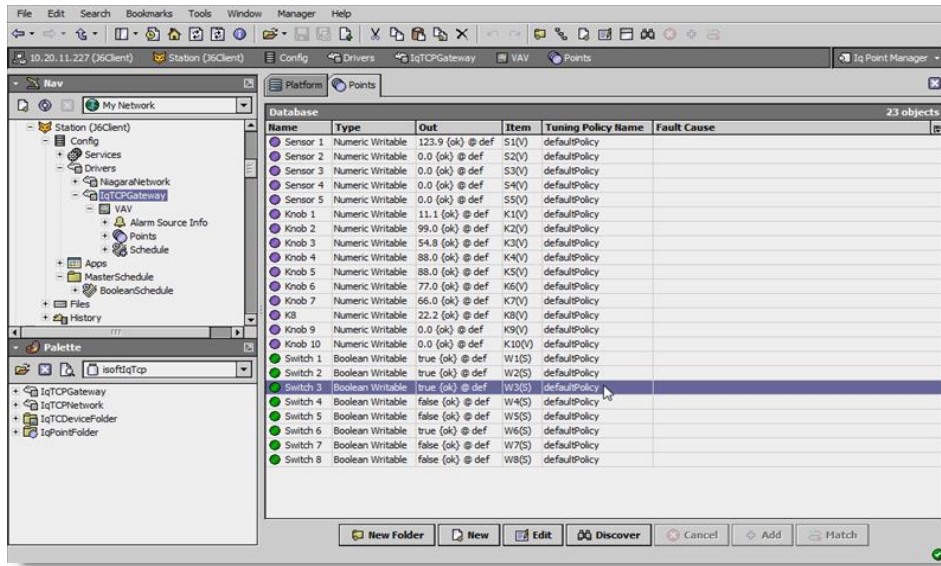 File Edit Search Bookmarks Tools Window Manager Help
10.20.11.227 (J6Client) Station (J6Client) Config Drivers IqTCPGateway VAV Points Iq Point Manager
Nav
My Network
Station (J6Client)
Config
Services
Drivers
NiagaraNetwork
IqTCPGateway
VAV
Alarm Source Info
Points
Schedule
Apps
MasterSchedule
BooleanSchedule
Files
History
Palette
isoftIqTcp
IqTCPGateway
IqTCPNetwork
IqTCDeviceFolder
IqPointFolder
Platform Points
Database 23 objects
Name Type Out Item Tuning Policy Name Fault Cause
Sensor 1 Numeric Writable 123.9 {ok} @ def S1(V) defaultPolicy
Sensor 2 Numeric Writable 0.0 {ok} @ def S2(V) defaultPolicy
Sensor 3 Numeric Writable 0.0 {ok} @ def S3(V) defaultPolicy
Sensor 4 Numeric Writable 0.0 {ok} @ def S4(V) defaultPolicy
Sensor 5 Numeric Writable 0.0 {ok} @ def S5(V) defaultPolicy
Knob 1 Numeric Writable 11.1 {ok} @ def K1(V) defaultPolicy
Knob 2 Numeric Writable 99.0 {ok} @ def K2(V) defaultPolicy
Knob 3 Numeric Writable 54.8 {ok} @ def K3(V) defaultPolicy
Knob 4 Numeric Writable 88.0 {ok} @ def K4(V) defaultPolicy
Knob 5 Numeric Writable 88.0 {ok} @ def K5(V) defaultPolicy
Knob 6 Numeric Writable 77.0 {ok} @ def K6(V) defaultPolicy
Knob 7 Numeric Writable 66.0 {ok} @ def K7(V) defaultPolicy
K8 Numeric Writable 22.2 {ok} @ def K8(V) defaultPolicy
Knob 9 Numeric Writable 0.0 {ok} @ def K9(V) defaultPolicy
Knob 10 Numeric Writable 0.0 {ok} @ def K10(V) defaultPolicy
Switch 1 Boolean Writable true {ok} @ def W1(S) defaultPolicy
Switch 2 Boolean Writable true {ok} @ def W2(S) defaultPolicy
Switch 3 Boolean Writable true {ok} @ def W3(S) defaultPolicy
Switch 4 Boolean Writable false {ok} @ def W4(S) defaultPolicy
Switch 5 Boolean Writable false {ok} @ def W5(S) defaultPolicy
Switch 6 Boolean Writable true {ok} @ def W6(S) defaultPolicy
Switch 7 Boolean Writable false {ok} @ def W7(S) defaultPolicy
Switch 8 Boolean Writable false {ok} @ def W8(S) defaultPolicy
New Folder New Edit Discover Cancel Add Match